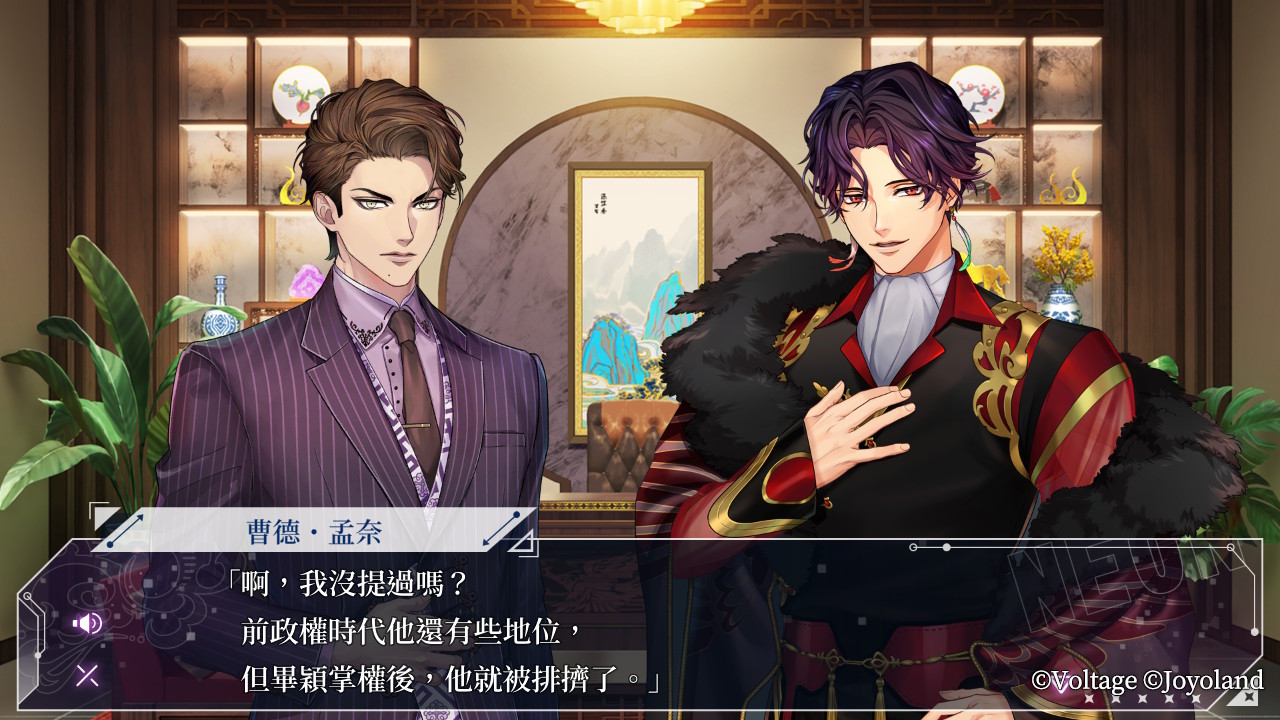 曹德・孟奈
「啊，我沒提過嗎？
前政權時代他還有些地位，
但畢穎掌權後，他就被排擠了。」
©Voltage ©Joyoland